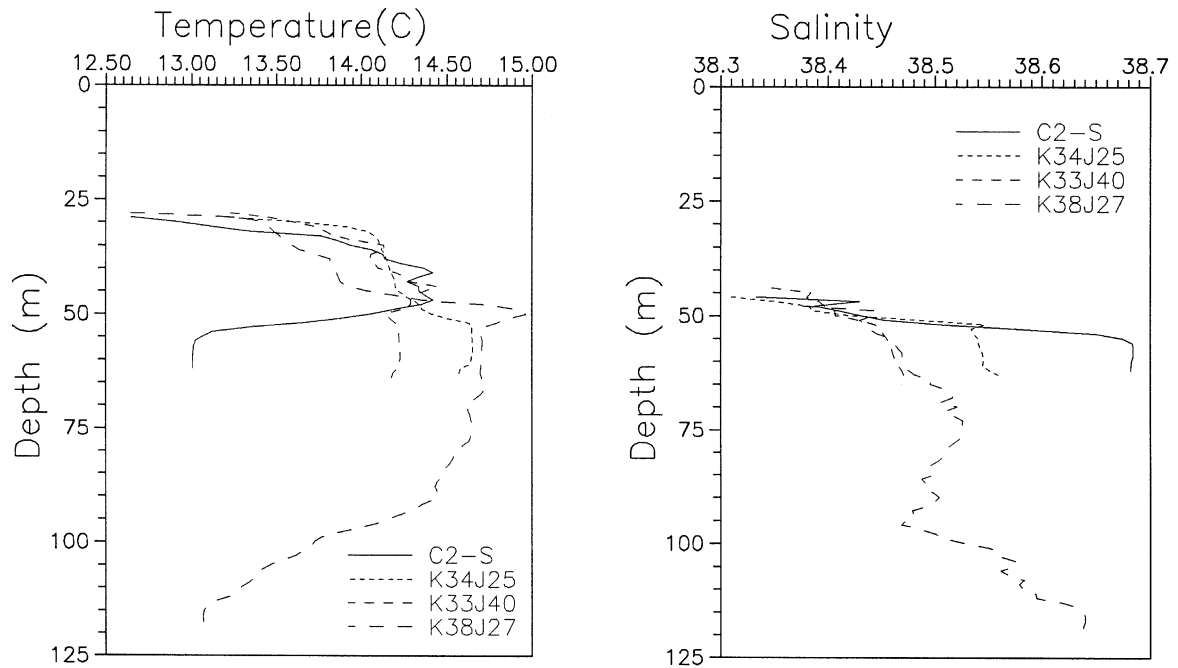 Temperature(C)
12.50 13.00 13.50 14.00 14.50 15.00
0
25
50
75
100
125
Depth (m)
C2-S
K34J25
K33J40
K38J27
Salinity
38.3 38.4 38.5 38.6 38.7
0
25
50
75
100
125
Depth (m)
C2-S
K34J25
K33J40
K38J27